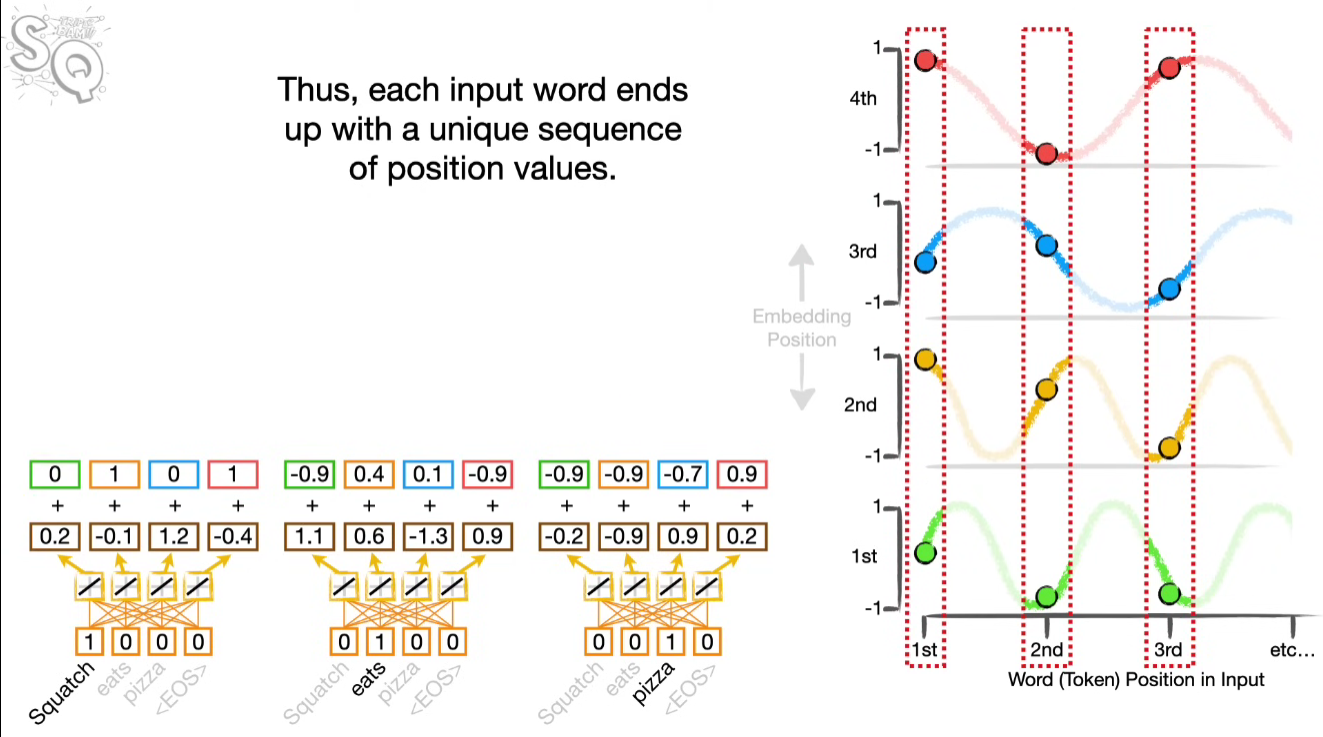 TRIPLE
BAM!!!
SQ
Thus, each input word ends
up with a unique sequence
of position values.
1
4th
-1
1
3rd
-1
Embedding
Position
1
2nd
-1
1
1st
-1
1st 2nd 3rd etc...
Word (Token) Position in Input
0 1 0 1 -0.9 0.4 0.1 -0.9 -0.9 -0.9 -0.7 0.9
+ + + + + + + + + + + +
0.2 -0.1 1.2 -0.4 1.1 0.6 -1.3 0.9 -0.2 -0.9 0.9 0.2
1 0 0 0 0 1 0 0 0 0 1 0
Squatch eats pizza <EOS> Squatch eats pizza <EOS> Squatch eats pizza <EOS>